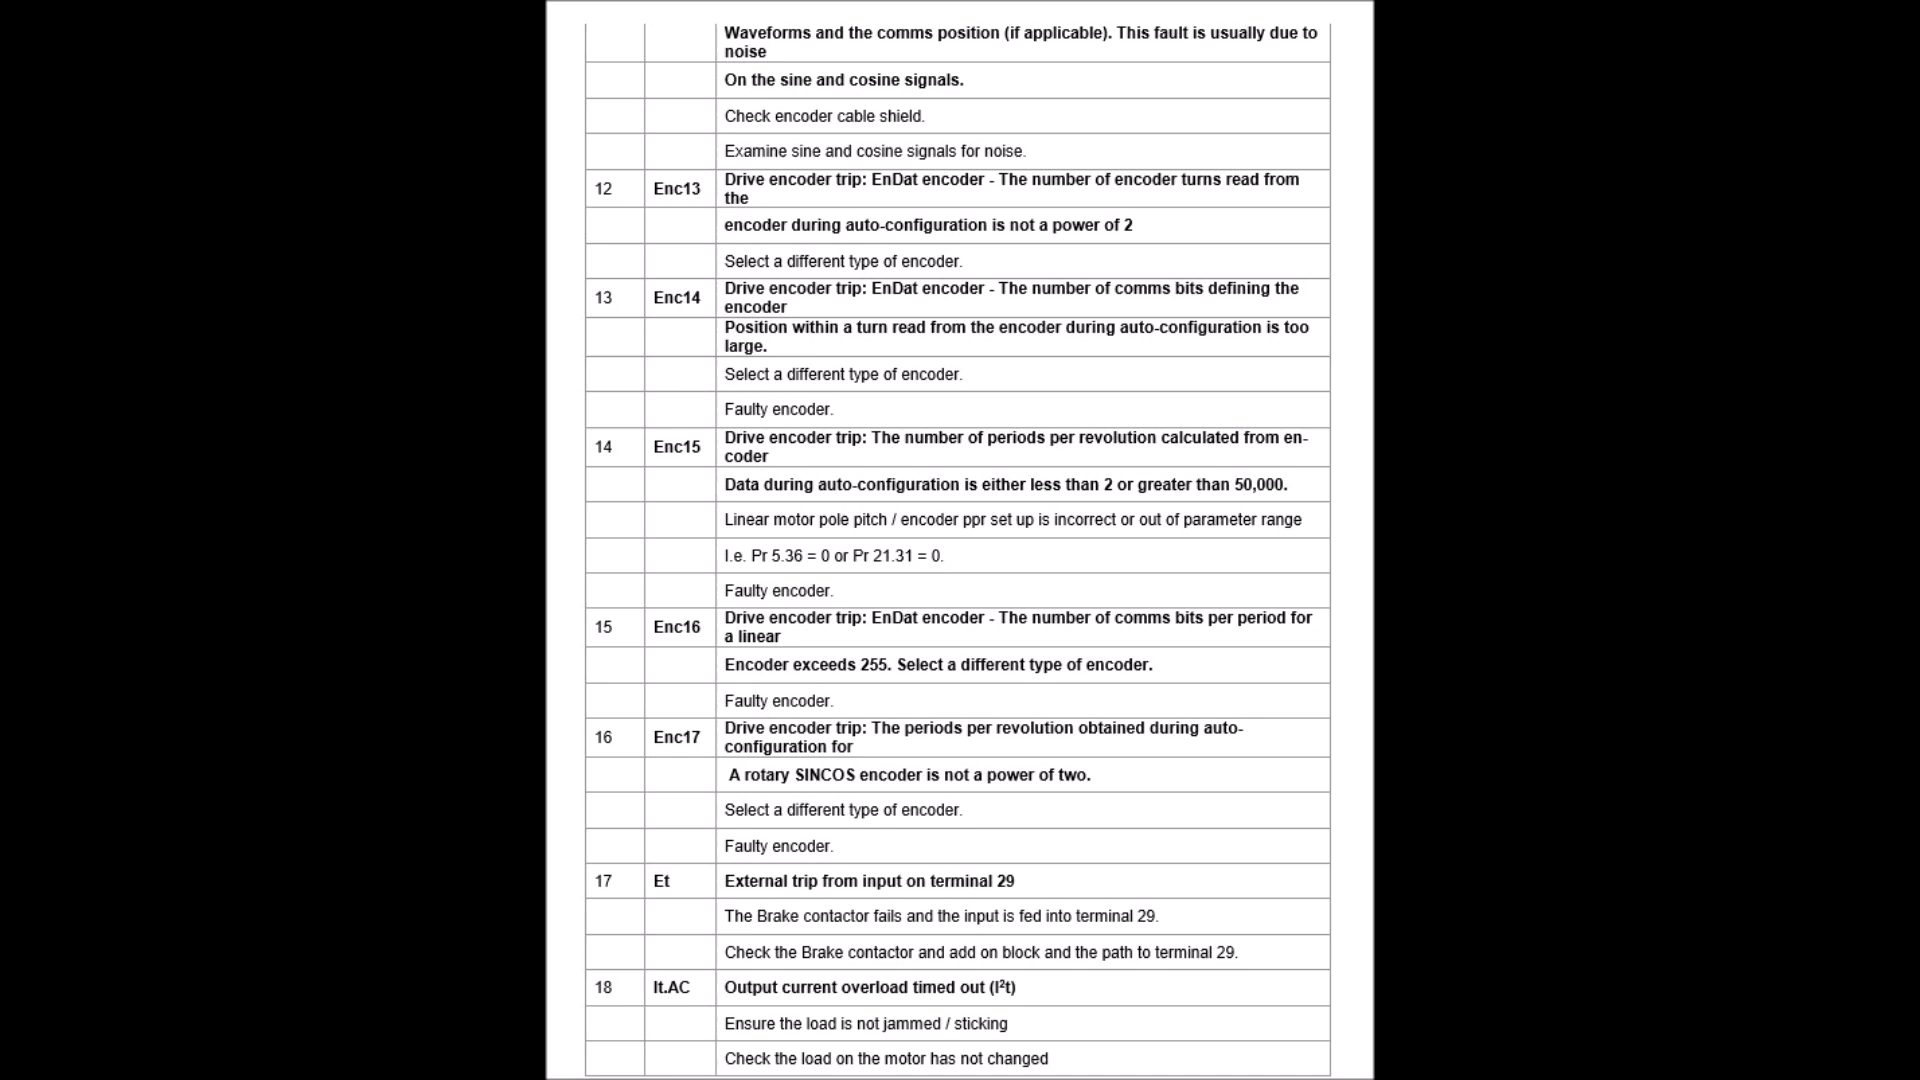 Waveforms and the comms position (if applicable). This fault is usually due to
noise
On the sine and cosine signals.
Check encoder cable shield.
Examine sine and cosine signals for noise.
12 Enc13 Drive encoder trip: EnDat encoder - The number of encoder turns read from
the
encoder during auto-configuration is not a power of 2
Select a different type of encoder.
13 Enc14 Drive encoder trip: EnDat encoder - The number of comms bits defining the
encoder
Position within a turn read from the encoder during auto-configuration is too
large.
Select a different type of encoder.
Faulty encoder.
14 Enc15 Drive encoder trip: The number of periods per revolution calculated from en-
coder
Data during auto-configuration is either less than 2 or greater than 50,000.
Linear motor pole pitch / encoder ppr set up is incorrect or out of parameter range
I.e. Pr 5.36 = 0 or Pr 21.31 = 0.
Faulty encoder.
15 Enc16 Drive encoder trip: EnDat encoder - The number of comms bits per period for
a linear
Encoder exceeds 255. Select a different type of encoder.
Faulty encoder.
16 Enc17 Drive encoder trip: The periods per revolution obtained during auto-
configuration for
A rotary SINCOS encoder is not a power of two.
Select a different type of encoder.
Faulty encoder.
17 Et External trip from input on terminal 29
The Brake contactor fails and the input is fed into terminal 29.
Check the Brake contactor and add on block and the path to terminal 29.
18 It.AC Output current overload timed out (I²t)
Ensure the load is not jammed / sticking
Check the load on the motor has not changed